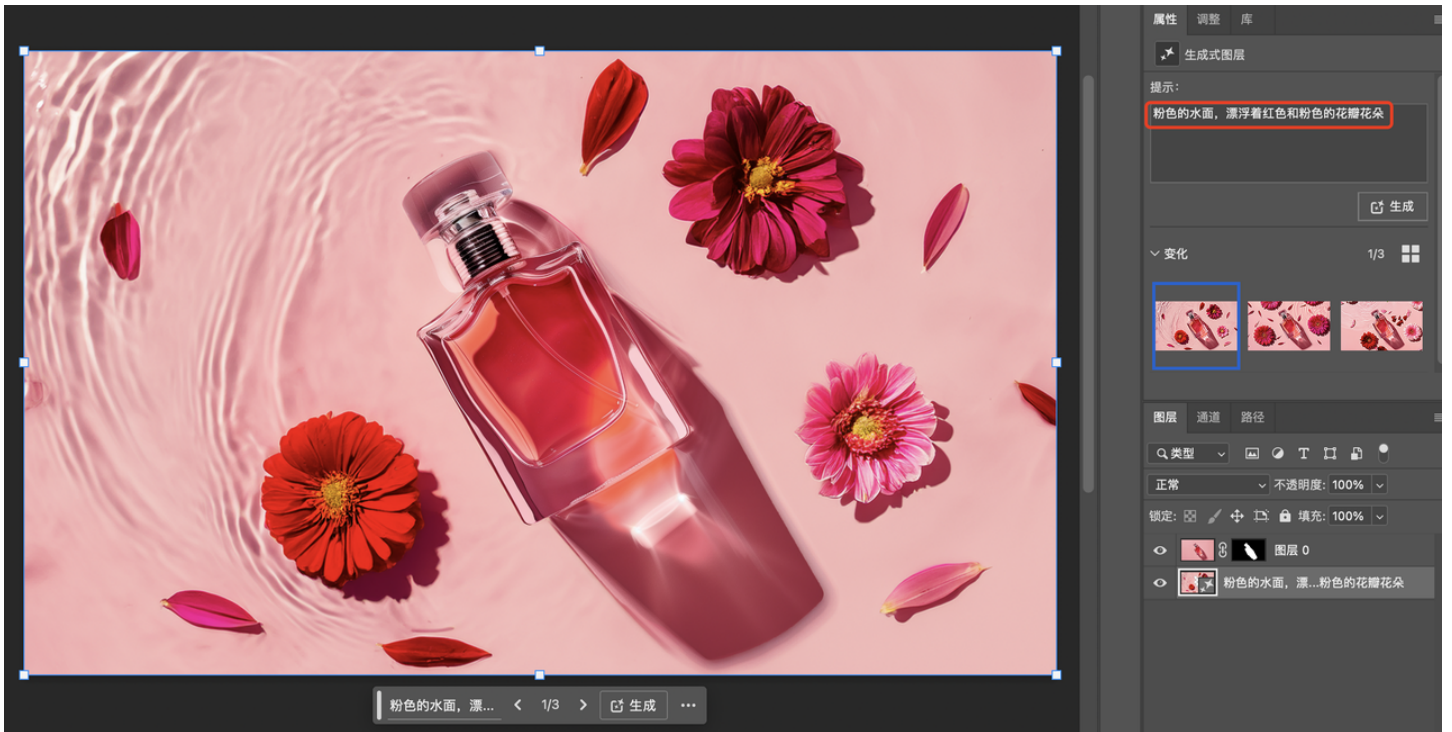 属性 调整 库
生成式图层
提示:
粉色的水面，漂浮着红色和粉色的花瓣花朵
生成
变化 1/3
图层 通道 路径
类型
正常 不透明度: 100%
锁定: 填充: 100%
图层 0
粉色的水面，漂...粉色的花瓣花朵
粉色的水面，漂... 1/3 生成 ...